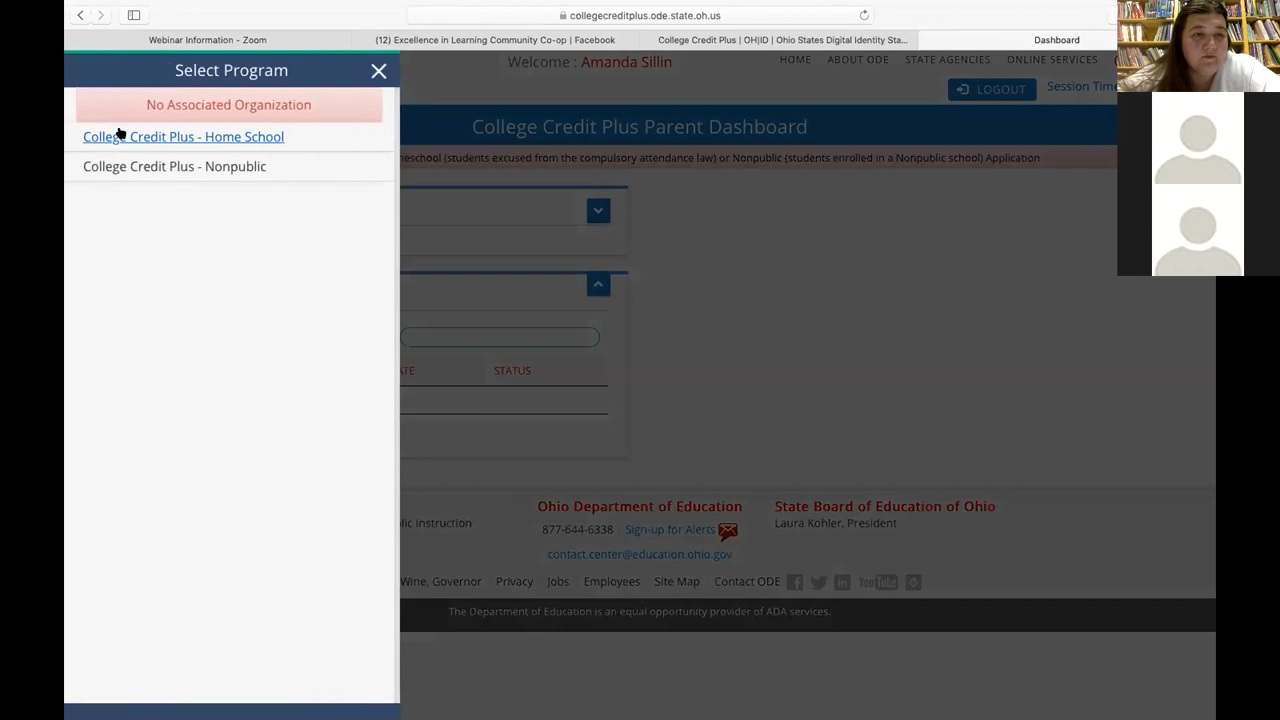 collegecreditplus.ode.state.oh.us
Webinar Information - Zoom
(12) Excellence in Learning Community Co-op | Facebook
College Credit Plus | OH|ID | Ohio States Digital Identity Sta...
Dashboard
Select Program
No Associated Organization
College Credit Plus - Home School
College Credit Plus - Nonpublic
Welcome : Amanda Sillin
HOME ABOUT ODE STATE AGENCIES ONLINE SERVICES
LOGOUT
Session Time
College Credit Plus Parent Dashboard
meschool (students excused from the compulsory attendance law) or Nonpublic (students enrolled in a Nonpublic school) Application
ATE STATUS
Ohio Department of Education
877-644-6338 Sign-up for Alerts
contact.center@education.ohio.gov
State Board of Education of Ohio
Laura Kohler, President
blic Instruction
Wine, Governor Privacy Jobs Employees Site Map Contact ODE YouTube
The Department of Education is an equal opportunity provider of ADA services.